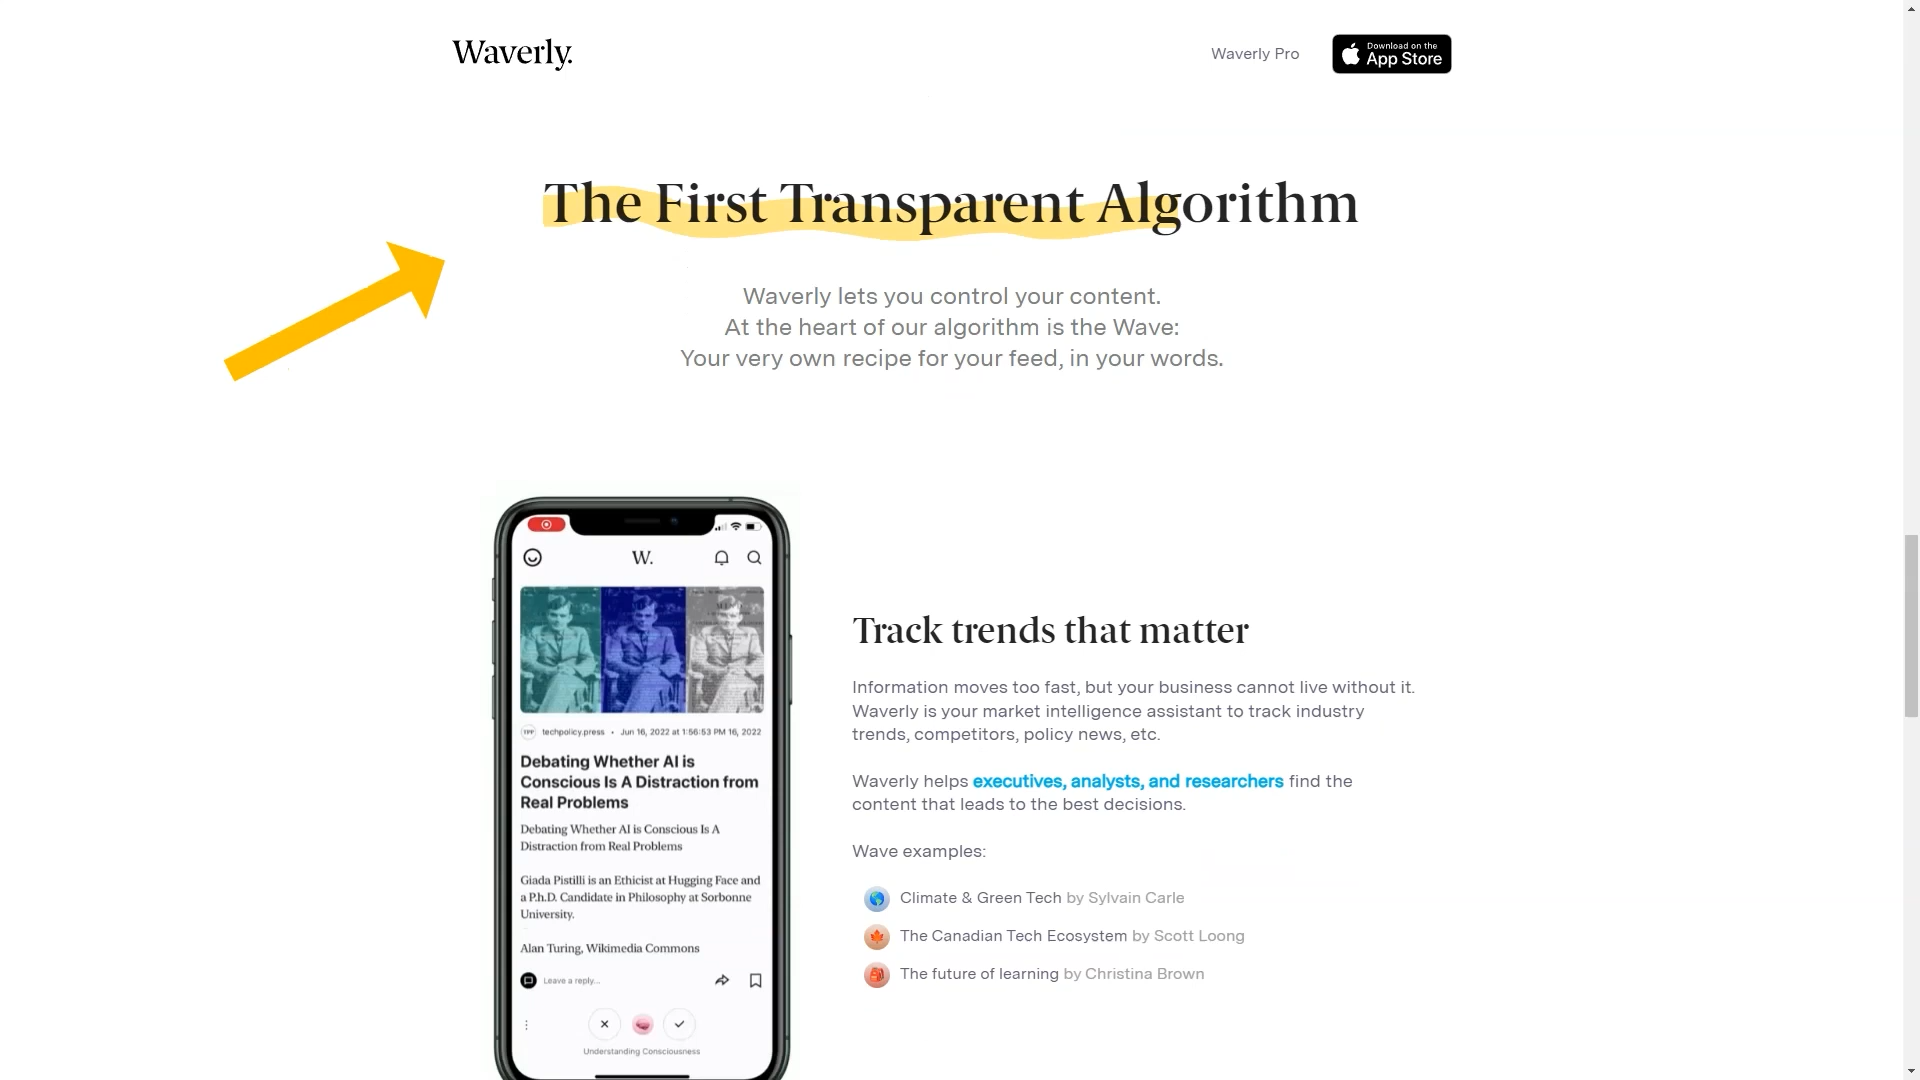 Waverly.
Waverly Pro
Download on the
App Store
The First Transparent Algorithm
Waverly lets you control your content.
At the heart of our algorithm is the Wave:
Your very own recipe for your feed, in your words.
W.
TPP
techpolicy.press • Jun 16, 2022 at 1:56:53 PM 16, 2022
Debating Whether AI is
Conscious Is A Distraction from
Real Problems
Debating Whether AI is Conscious Is A
Distraction from Real Problems
Giada Pistilli is an Ethicist at Hugging Face and
a P.h.D. Candidate in Philosophy at Sorbonne
University.
Alan Turing, Wikimedia Commons
Leave a reply...
Understanding Consciousness
Track trends that matter
Information moves too fast, but your business cannot live without it.
Waverly is your market intelligence assistant to track industry
trends, competitors, policy news, etc.
Waverly helps executives, analysts, and researchers find the
content that leads to the best decisions.
Wave examples:
Climate & Green Tech by Sylvain Carle
The Canadian Tech Ecosystem by Scott Loong
The future of learning by Christina Brown